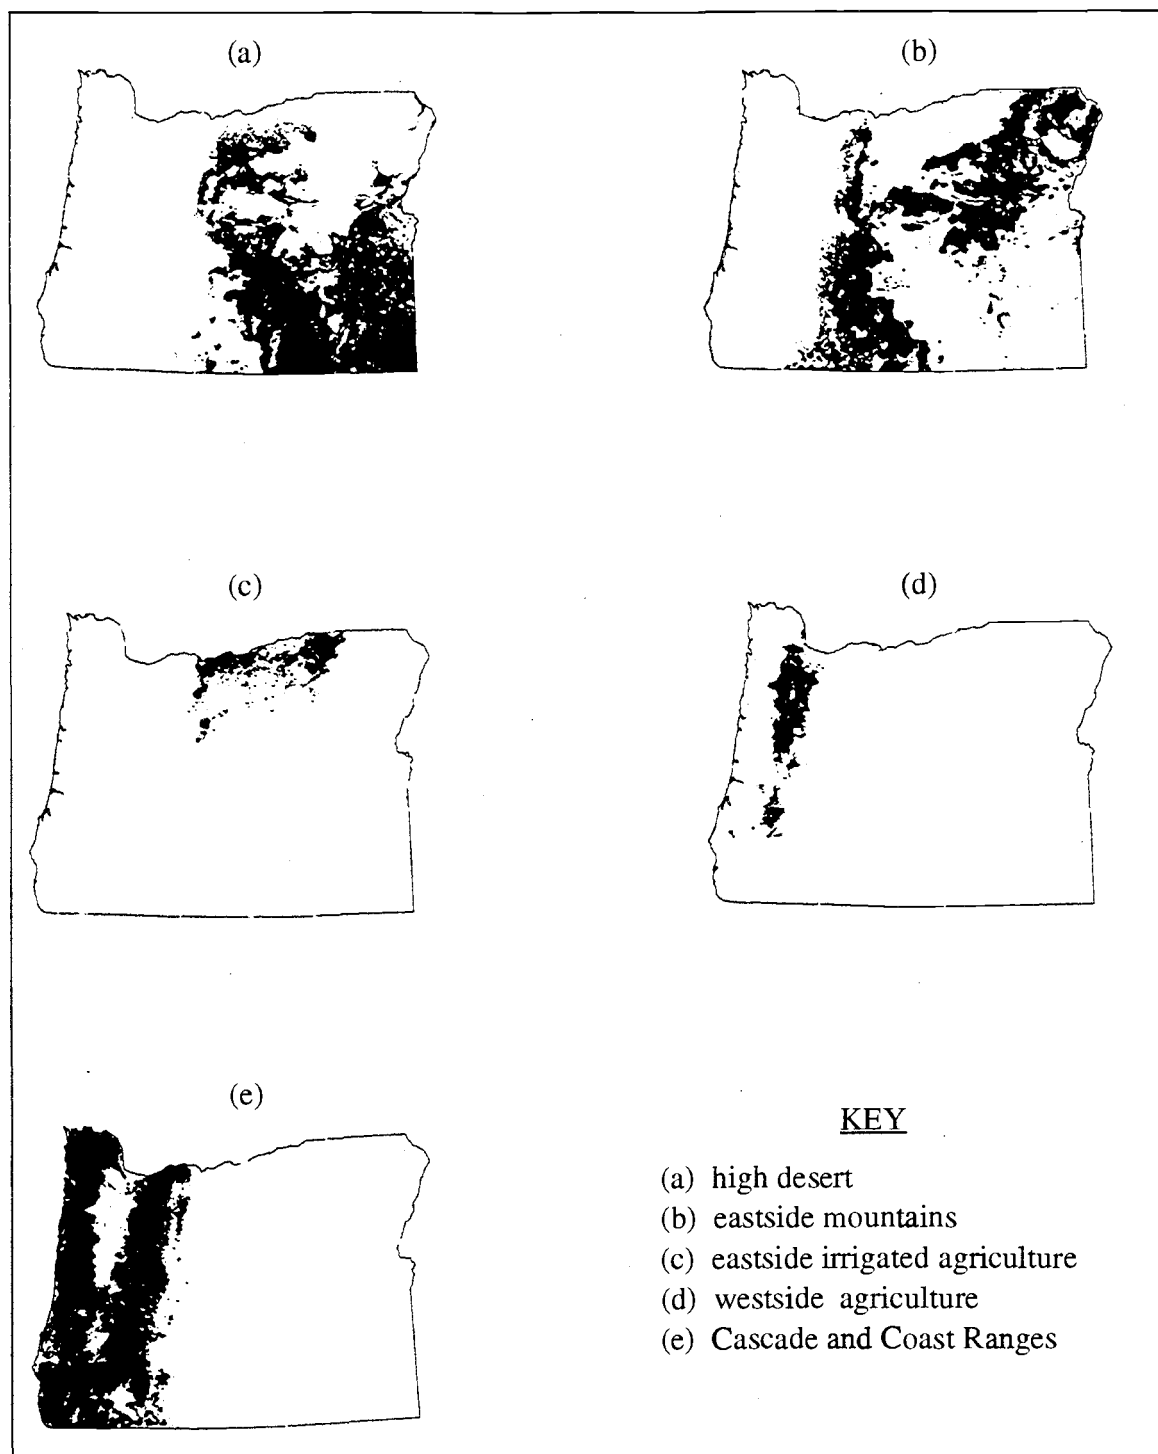 (a)
(b)
(c)
(d)
(e)
KEY
(a) high desert
(b) eastside mountains
(c) eastside irrigated agriculture
(d) westside agriculture
(e) Cascade and Coast Ranges